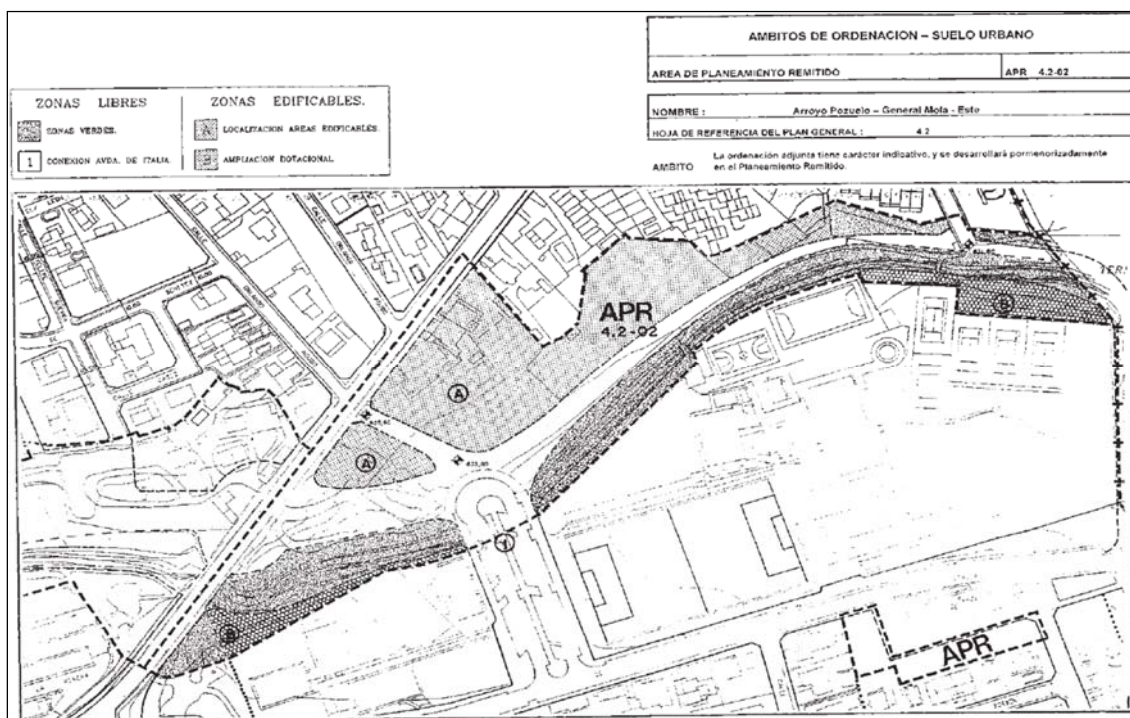 AMBITOS DE ORDENACION – SUELO URBANO
AREA DE PLANEAMIENTO REMITIDO
APR 4.2-02
NOMBRE : Arroyo Pozuelo – General Mola - Este
HOJA DE REFERENCIA DEL PLAN GENERAL : 4.2
AMBITO La ordenación adjunta tiene carácter indicativo, y se desarrollará pormenorizadamente
en el Planeamiento Remitido.
ZONAS LIBRES
ZONAS VERDES.
1 CONEXION AVDA. DE ITALIA.
ZONAS EDIFICABLES.
A LOCALIZACION AREAS EDIFICABLES.
B AMPLIACION DOTACIONAL
APR
4.2-02
A
A
B
B
1
APR